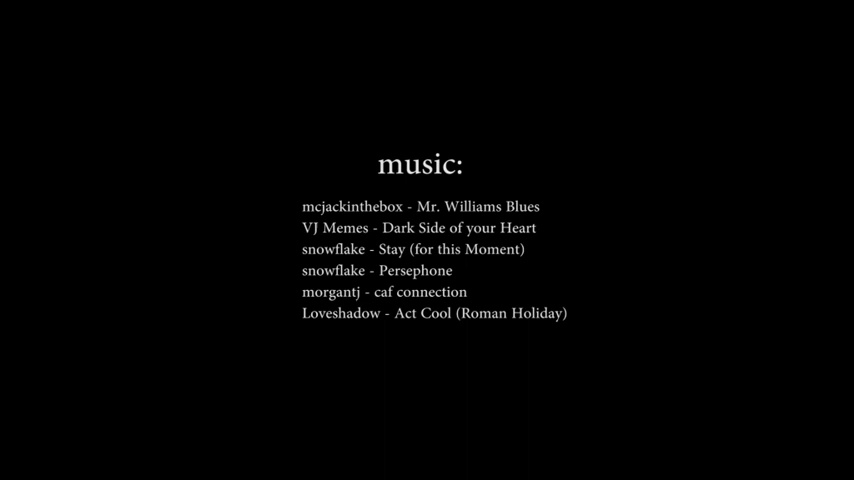 music:
mcjackinthebox - Mr. Williams Blues
VJ Memes - Dark Side of your Heart
snowflake - Stay (for this Moment)
snowflake - Persephone
morgantj - caf connection
Loveshadow - Act Cool (Roman Holiday)